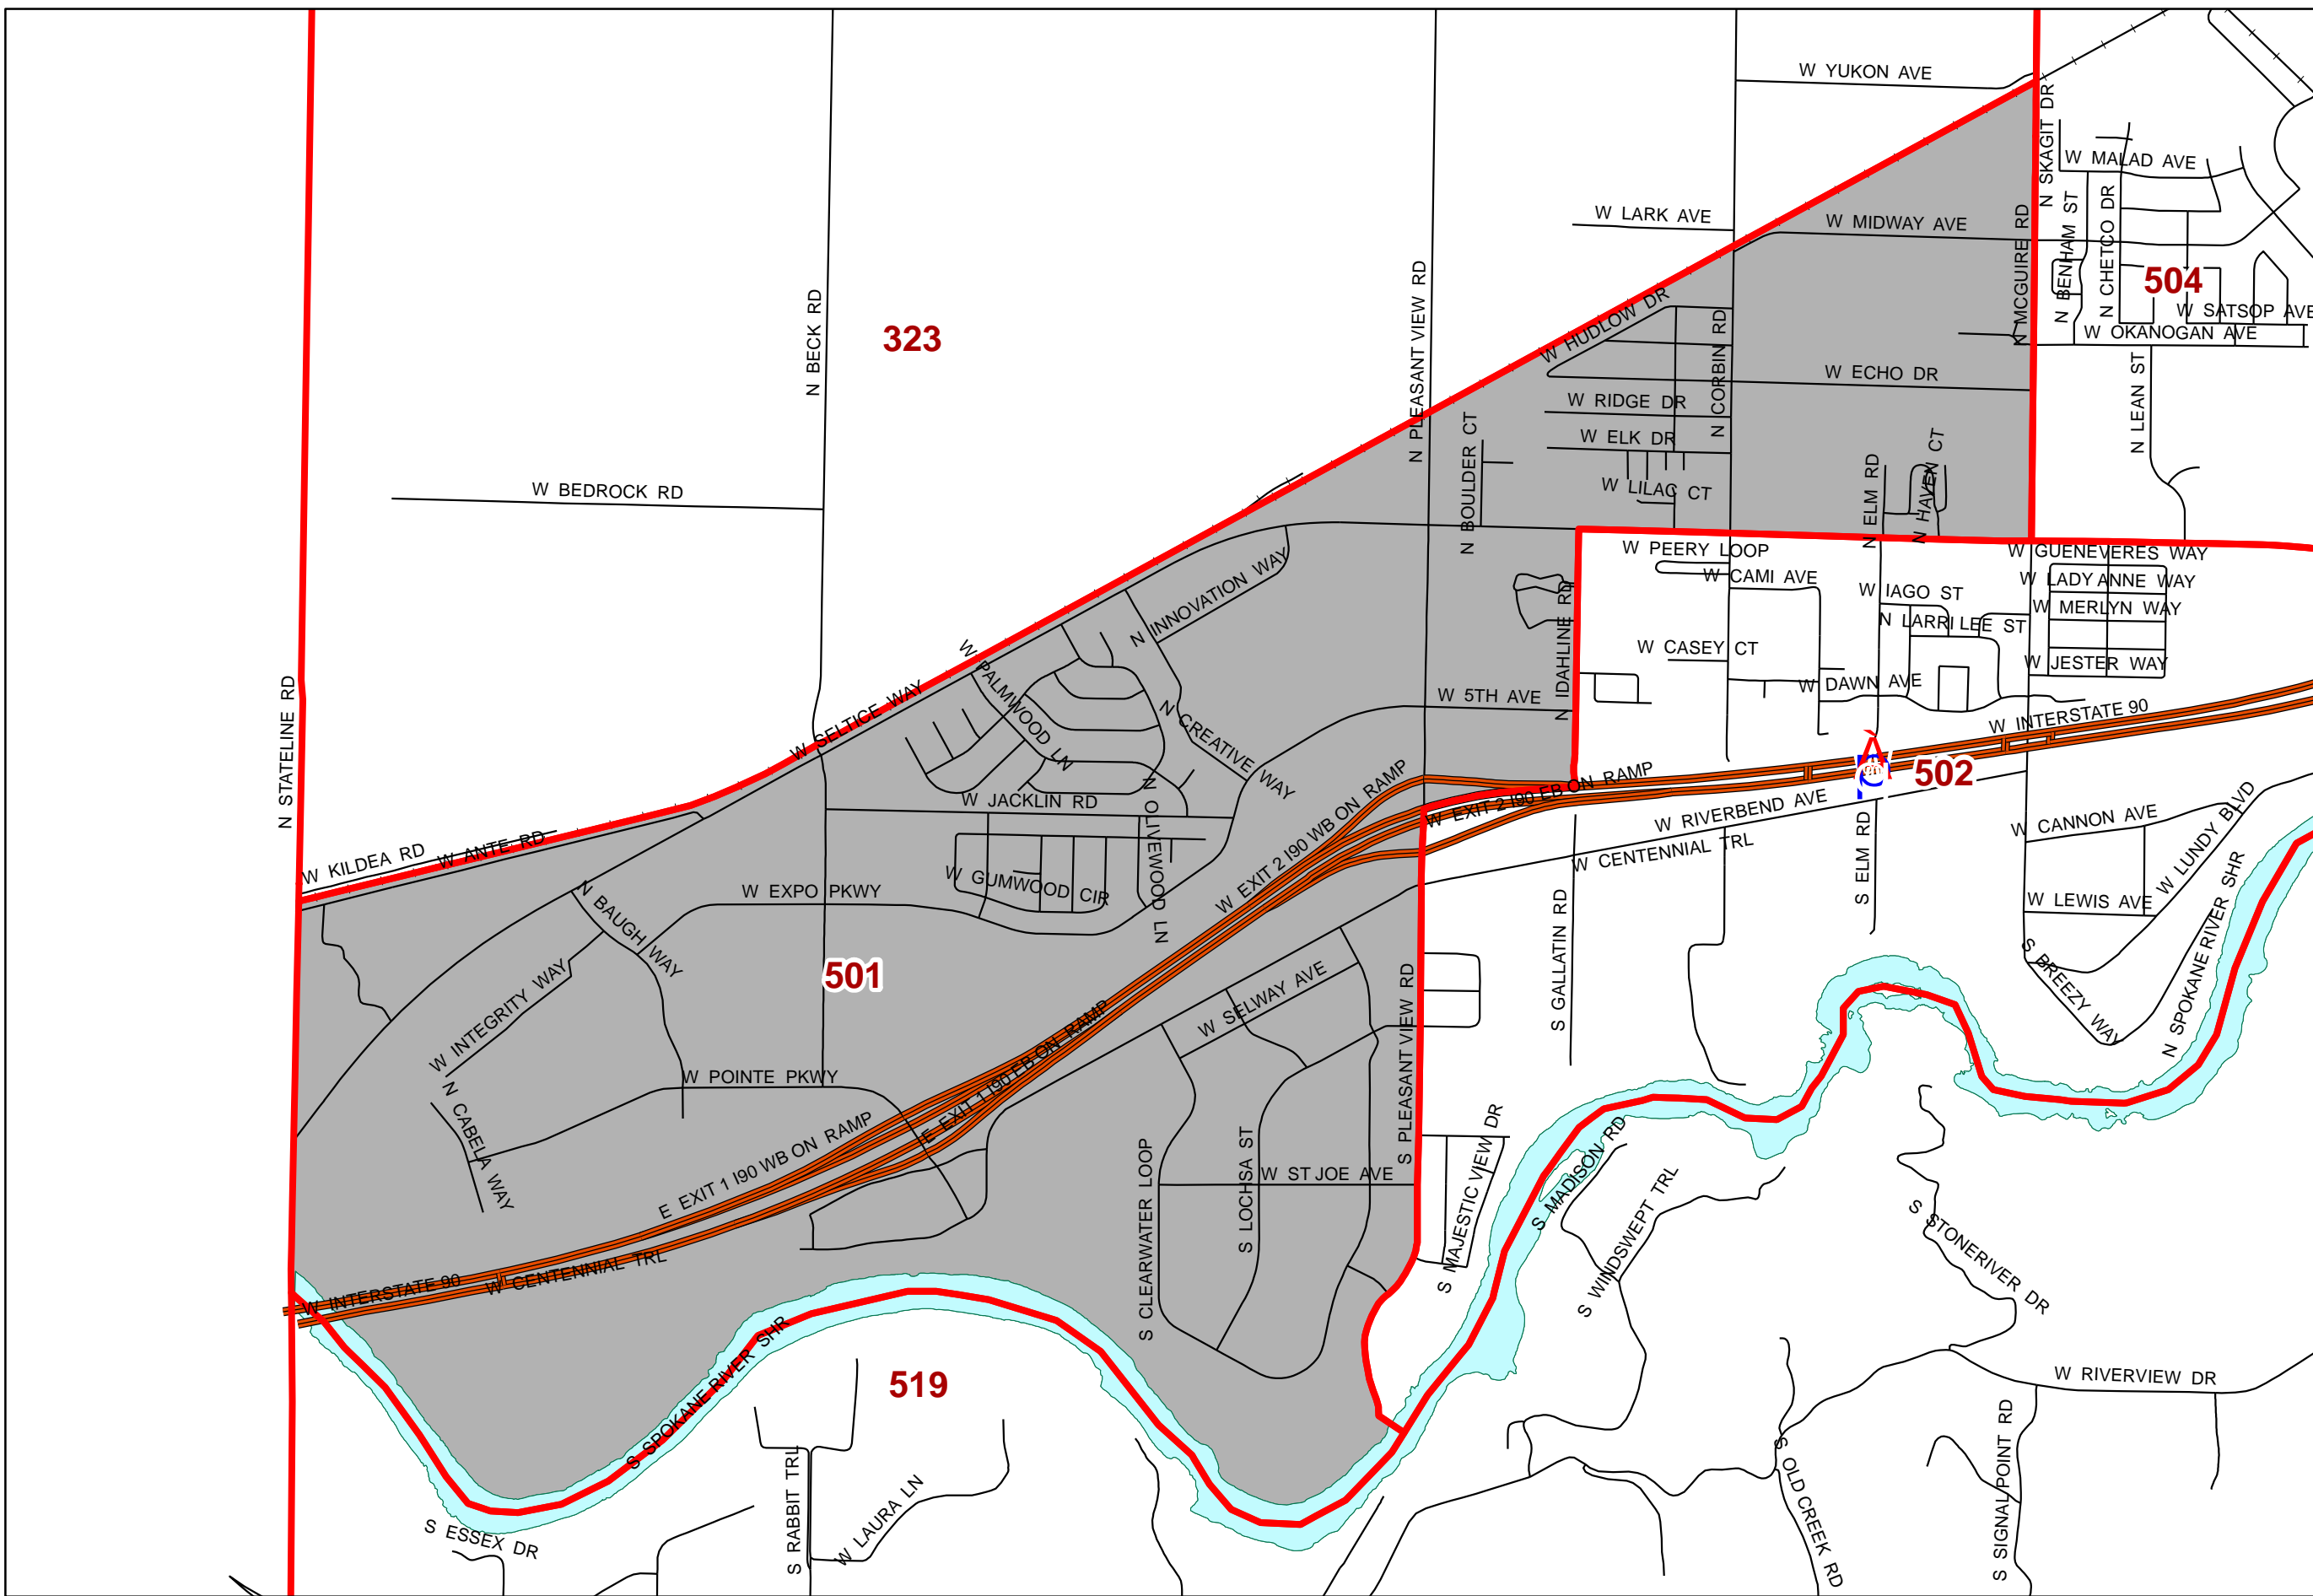 W YUKON AVE
N SKAGIT DR
W MALAD AVE
W LARK AVE
W MIDWAY AVE
N MCGUIRE RD
N BENHAM ST
N CHETCO DR
504
W SATSOP AVE
W OKANOGAN AVE
N BECK RD
323
N PLEASANT VIEW RD
W HUDLOW DR
N CORBIN RD
W ECHO DR
N LEAN ST
W RIDGE DR
W ELK DR
N BOULDER CT
W LILAC CT
N ELM RD
N HAVEN CT
W BEDROCK RD
W PEERY LOOP
W GUENEVERES WAY
W CAMI AVE
W LADY ANNE WAY
W IAGO ST
W MERLYN WAY
N INNOVATION WAY
N IDAHLINE RD
N LARRI LEE ST
W CASEY CT
W JESTER WAY
W DAWN AVE
N STATELINE RD
W SELTICE WAY
W PALMWOOD LN
N CREATIVE WAY
W 5TH AVE
W INTERSTATE 90
502
W JACKLIN RD
N OLIVEWOOD LN
W EXIT 2 I90 WB ON RAMP
W EXIT 2 I90 EB ON RAMP
W RIVERBEND AVE
W CENTENNIAL TRL
S ELM RD
W CANNON AVE
W LUNDY BLVD
W KILDEA RD
W ANTE RD
W GUMWOOD CIR
W EXPO PKWY
N BAUGH WAY
W LEWIS AVE
S GALLATIN RD
N SPOKANE RIVER SHR
S BREEZY WAY
501
W INTEGRITY WAY
W SELWAY AVE
S PLEASANT VIEW RD
W POINTE PKWY
N CABELA WAY
E EXIT 1 I90 EB ON RAMP
E EXIT 1 I90 WB ON RAMP
S CLEARWATER LOOP
S LOCHSA ST
W ST JOE AVE
S MAJESTIC VIEW DR
S MADISON RD
S WINDSWEPT TRL
S STONERIVER DR
W INTERSTATE 90
W CENTENNIAL TRL
S SPOKANE RIVER SHR
519
W RIVERVIEW DR
S ESSEX DR
S RABBIT TRL
W LAURA LN
S OLD CREEK RD
S SIGNAL POINT RD